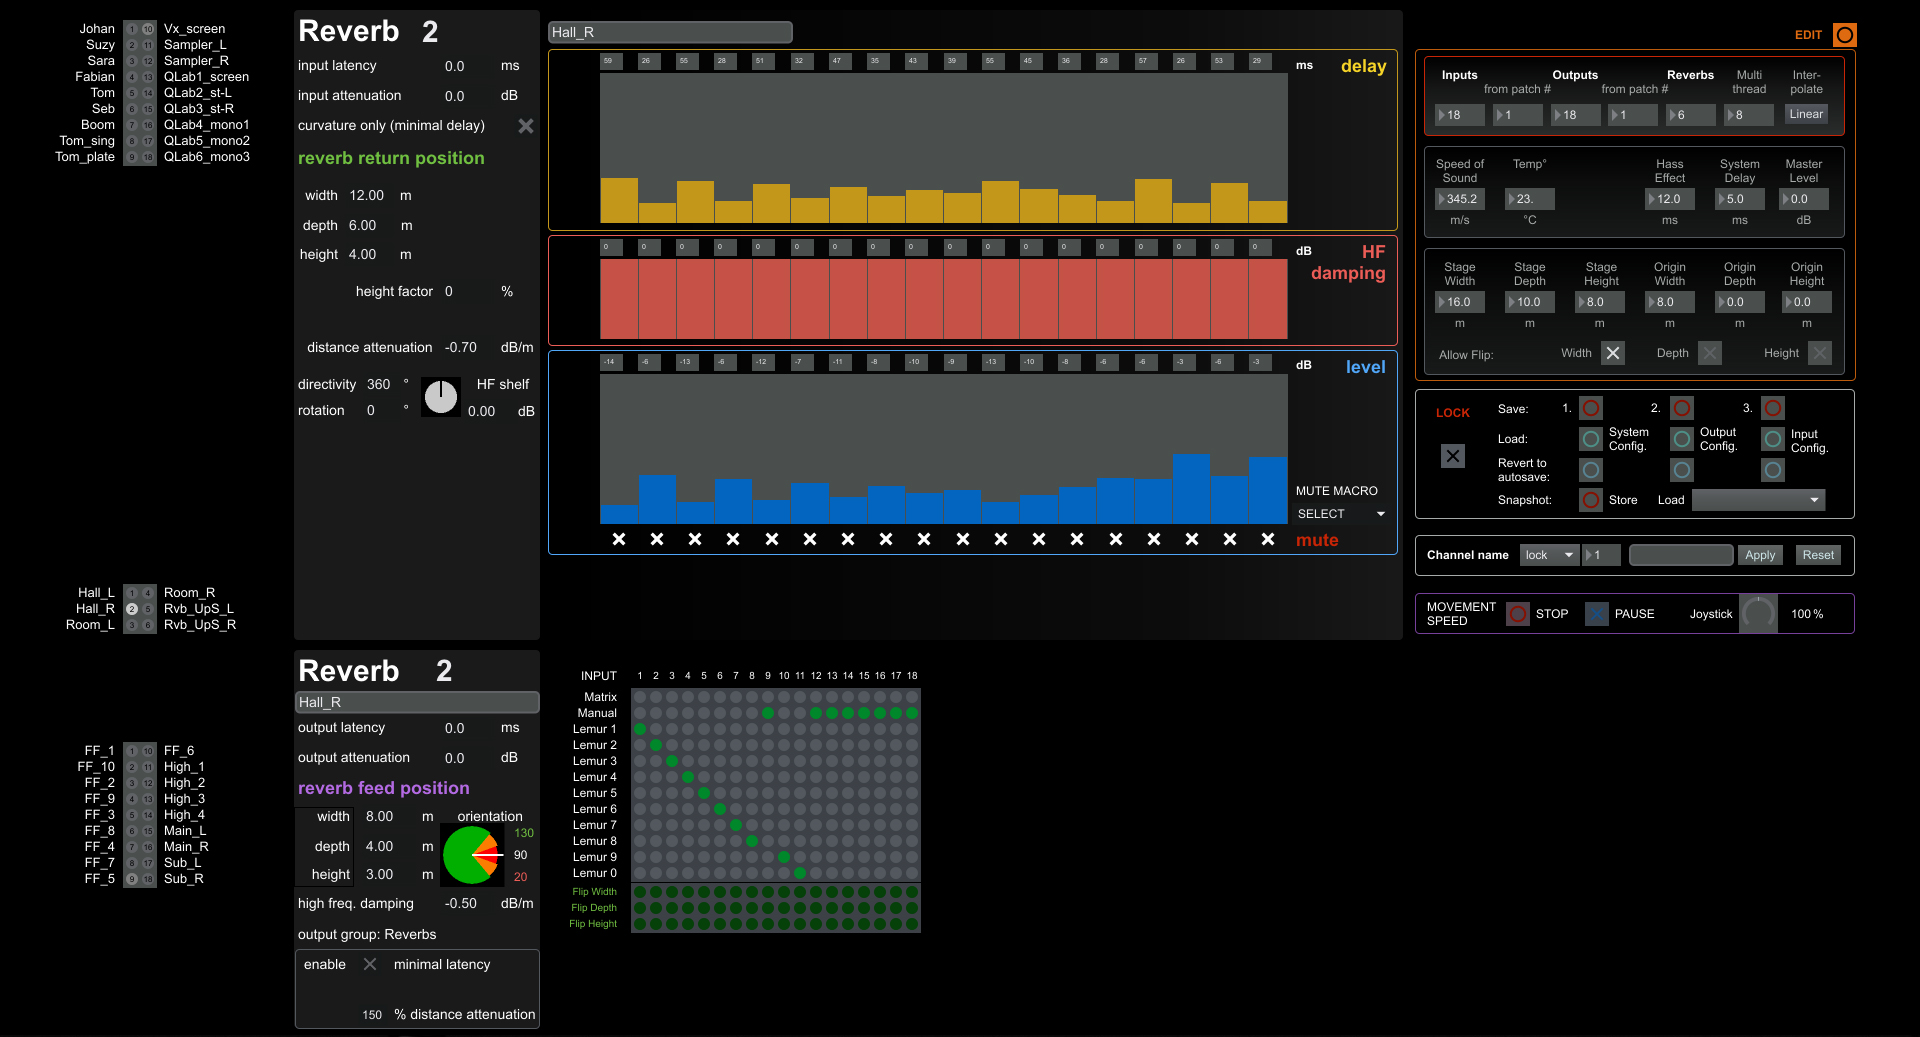 Johan 1 10 Vx_screen
Suzy 2 11 Sampler_L
Sara 3 12 Sampler_R
Fabian 4 13 QLab1_screen
Tom 5 14 QLab2_st-L
Seb 6 15 QLab3_st-R
Boom 7 16 QLab4_mono1
Tom_sing 8 17 QLab5_mono2
Tom_plate 9 18 QLab6_mono3
Hall_L 1 4 Room_R
Hall_R 2 5 Rvb_UpS_L
Room_L 3 6 Rvb_UpS_R
FF_1 1 10 FF_6
FF_10 2 11 High_1
FF_2 3 12 High_2
FF_9 4 13 High_3
FF_3 5 14 High_4
FF_8 6 15 Main_L
FF_4 7 16 Main_R
FF_7 8 17 Sub_L
FF_5 9 18 Sub_R
Reverb 2
input latency 0.0 ms
input attenuation 0.0 dB
curvature only (minimal delay)
reverb return position
width 12.00 m
depth 6.00 m
height 4.00 m
height factor 0 %
distance attenuation -0.70 dB/m
directivity 360 ° HF shelf
rotation 0 ° 0.00 dB
Hall_R
59 26 55 28 51 32 47 35 43 39 55 45 36 28 57 26 53 29 ms delay
0 0 0 0 0 0 0 0 0 0 0 0 0 0 0 0 0 0 dB HF
damping
-14 -6 -13 -6 -12 -7 -11 -8 -10 -9 -13 -10 -8 -6 -6 -3 -6 -3 dB level
MUTE MACRO
SELECT
mute
Reverb 2
Hall_R
output latency 0.0 ms
output attenuation 0.0 dB
reverb feed position
width 8.00 m orientation
130
depth 4.00 m 90
height 3.00 m 20
high freq. damping -0.50 dB/m
output group: Reverbs
enable minimal latency
150 % distance attenuation
INPUT 1 2 3 4 5 6 7 8 9 10 11 12 13 14 15 16 17 18
Matrix
Manual
Lemur 1
Lemur 2
Lemur 3
Lemur 4
Lemur 5
Lemur 6
Lemur 7
Lemur 8
Lemur 9
Lemur 0
Flip Width
Flip Depth
Flip Height
EDIT
Inputs Outputs Reverbs Multi Inter-
from patch # from patch # thread polate
18 1 18 1 6 8 Linear
Speed of Temp° Hass System Master
Sound Effect Delay Level
345.2 23. 12.0 5.0 0.0
m/s °C ms ms dB
Stage Stage Stage Origin Origin Origin
Width Depth Height Width Depth Height
16.0 10.0 8.0 8.0 0.0 0.0
m m m m m m
Allow Flip: Width Depth Height
LOCK Save: 1. 2. 3.
Load: System Output Input
Config. Config. Config.
Revert to
autosave:
Snapshot: Store Load
Channel name lock 1 Apply Reset
MOVEMENT
SPEED STOP PAUSE Joystick 100 %